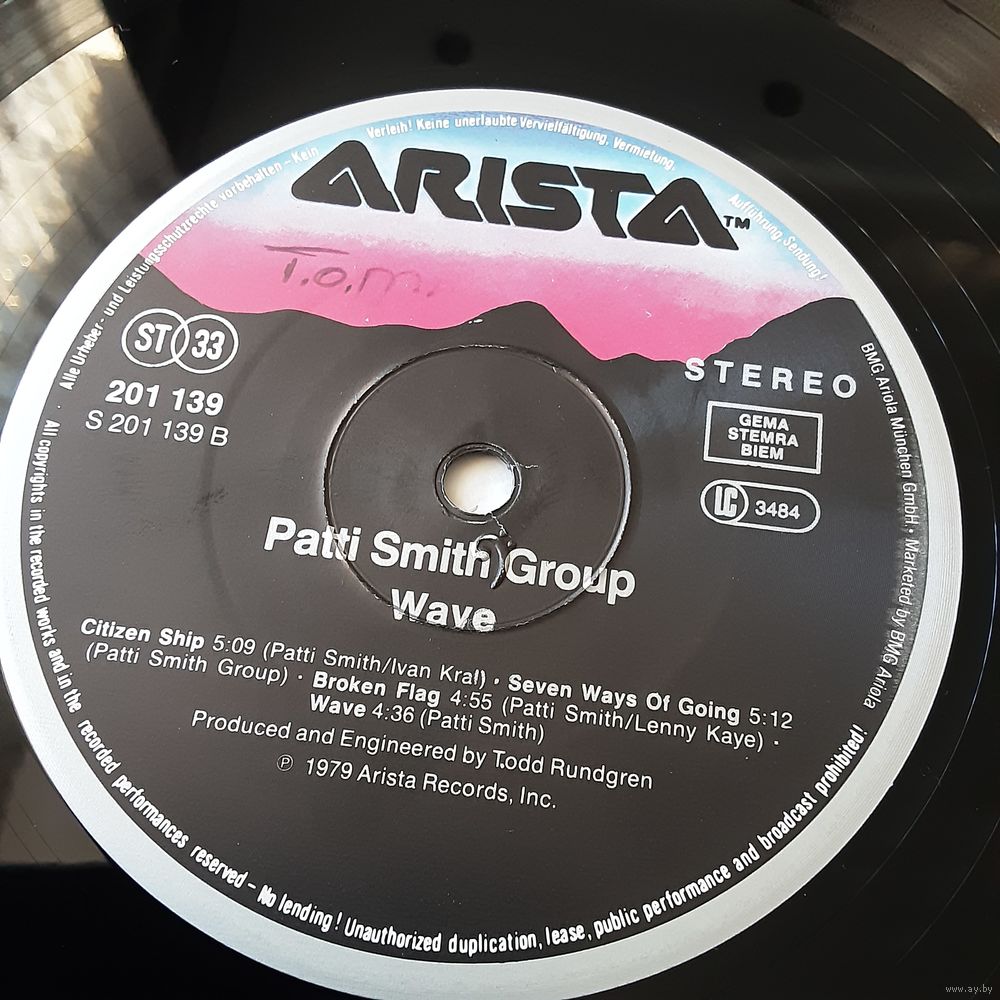 Alle Urheber- und Leistungsschutzrechte vorbehalten – Kein Verleih! Keine unerlaubte Vervielfältigung, Vermietung, Aufführung, Sendung!
ARISTA™
T.o.m.
ST 33
201 139
S 201 139 B
STEREO
GEMA
STEMRA
BIEM
LC 3484
Patti Smith Group
Wave
Citizen Ship 5:09 (Patti Smith/Ivan Kral) · Seven Ways Of Going 5:12
(Patti Smith Group) · Broken Flag 4:55 (Patti Smith/Lenny Kaye) ·
Wave 4:36 (Patti Smith)
Produced and Engineered by Todd Rundgren
℗ 1979 Arista Records, Inc.
BMG Ariola München GmbH · Marketed by BMG Ariola
All copyrights in the recorded works and in the recorded performances reserved – No lending! Unauthorized duplication, lease, public performance and broadcast prohibited!
www.ay.by